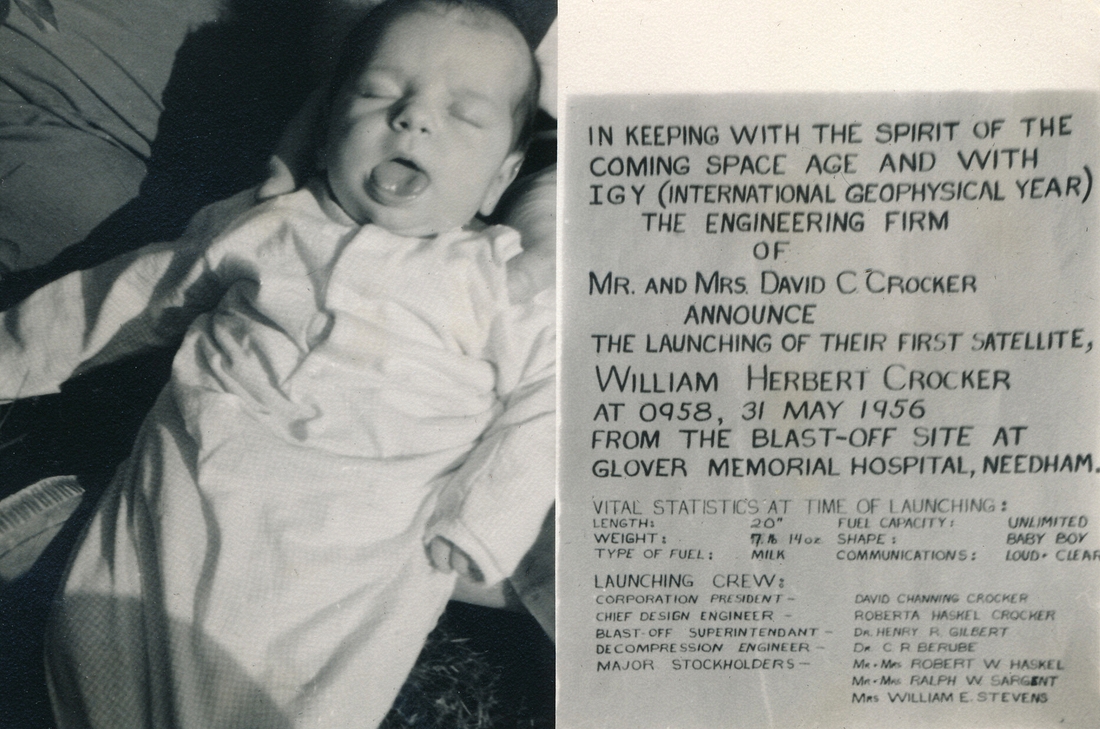 IN KEEPING WITH THE SPIRIT OF THE
COMING SPACE AGE AND WITH
IGY (INTERNATIONAL GEOPHYSICAL YEAR)
THE ENGINEERING FIRM
OF
MR. AND MRS. DAVID C. CROCKER
ANNOUNCE
THE LAUNCHING OF THEIR FIRST SATELLITE,
WILLIAM HERBERT CROCKER
AT 0958, 31 MAY 1956
FROM THE BLAST-OFF SITE AT
GLOVER MEMORIAL HOSPITAL, NEEDHAM.
VITAL STATISTICS AT TIME OF LAUNCHING:
LENGTH: 20" FUEL CAPACITY: UNLIMITED
WEIGHT: 7 lb 14 oz SHAPE: BABY BOY
TYPE OF FUEL: MILK COMMUNICATIONS: LOUD + CLEAR
LAUNCHING CREW:
CORPORATION PRESIDENT - DAVID CHANNING CROCKER
CHIEF DESIGN ENGINEER - ROBERTA HASKEL CROCKER
BLAST-OFF SUPERINTENDANT - DR. HENRY R. GILBERT
DECOMPRESSION ENGINEER - DR C R BERUBE
MAJOR STOCKHOLDERS - MR + MRS ROBERT W HASKEL
MR + MRS RALPH W SARGENT
MRS WILLIAM E. STEVENS